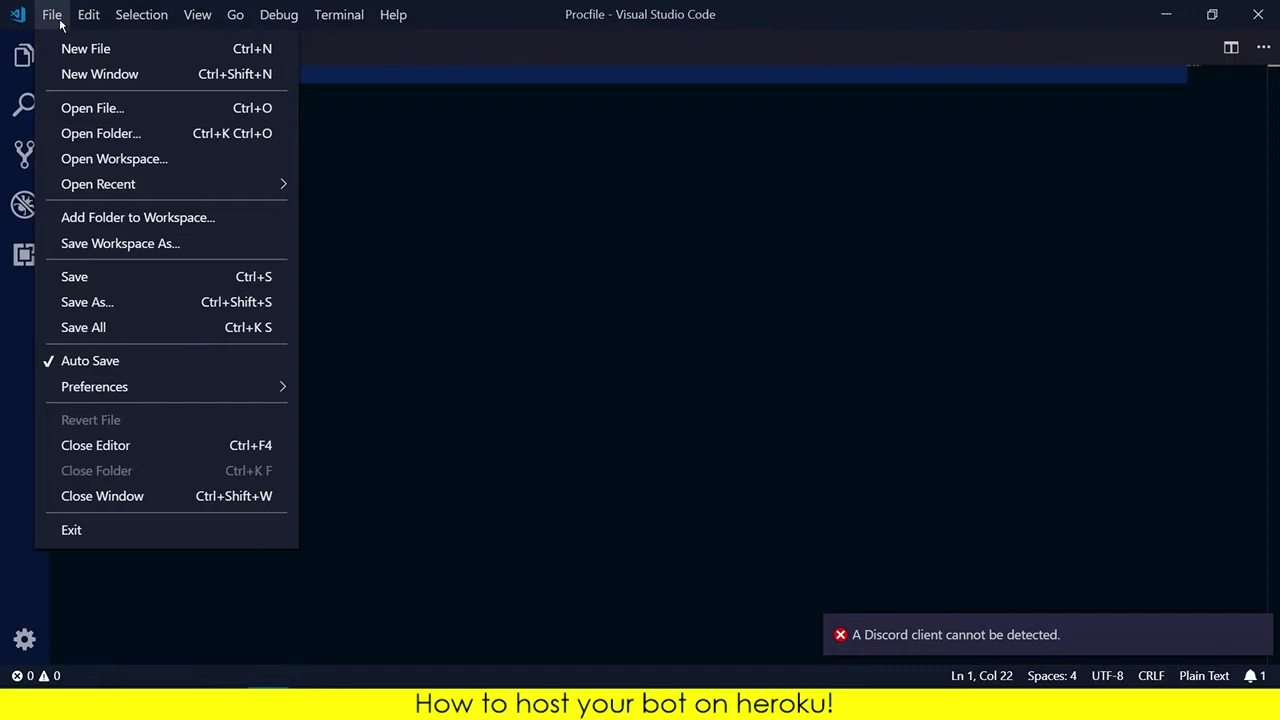 File Edit Selection View Go Debug Terminal Help Procfile - Visual Studio Code
New File Ctrl+N
New Window Ctrl+Shift+N
Open File... Ctrl+O
Open Folder... Ctrl+K Ctrl+O
Open Workspace...
Open Recent
Add Folder to Workspace...
Save Workspace As...
Save Ctrl+S
Save As... Ctrl+Shift+S
Save All Ctrl+K S
Auto Save
Preferences
Revert File
Close Editor Ctrl+F4
Close Folder Ctrl+K F
Close Window Ctrl+Shift+W
Exit
A Discord client cannot be detected.
0 0 Ln 1, Col 22 Spaces: 4 UTF-8 CRLF Plain Text 1
How to host your bot on heroku!